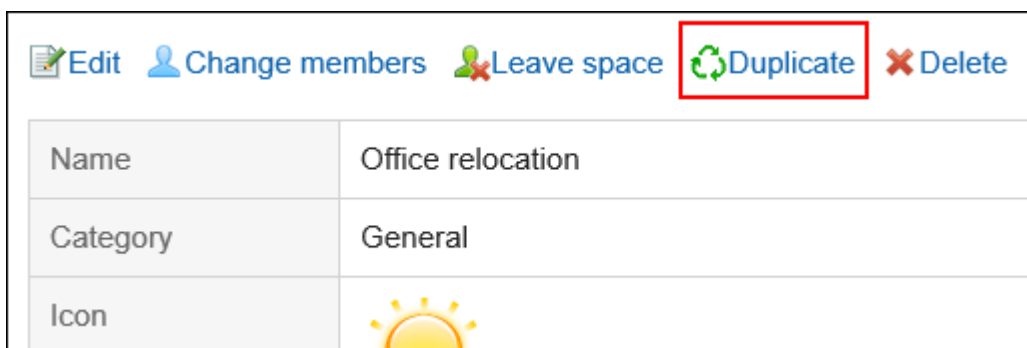 Edit Change members Leave space Duplicate Delete
Name Office relocation
Category General
Icon